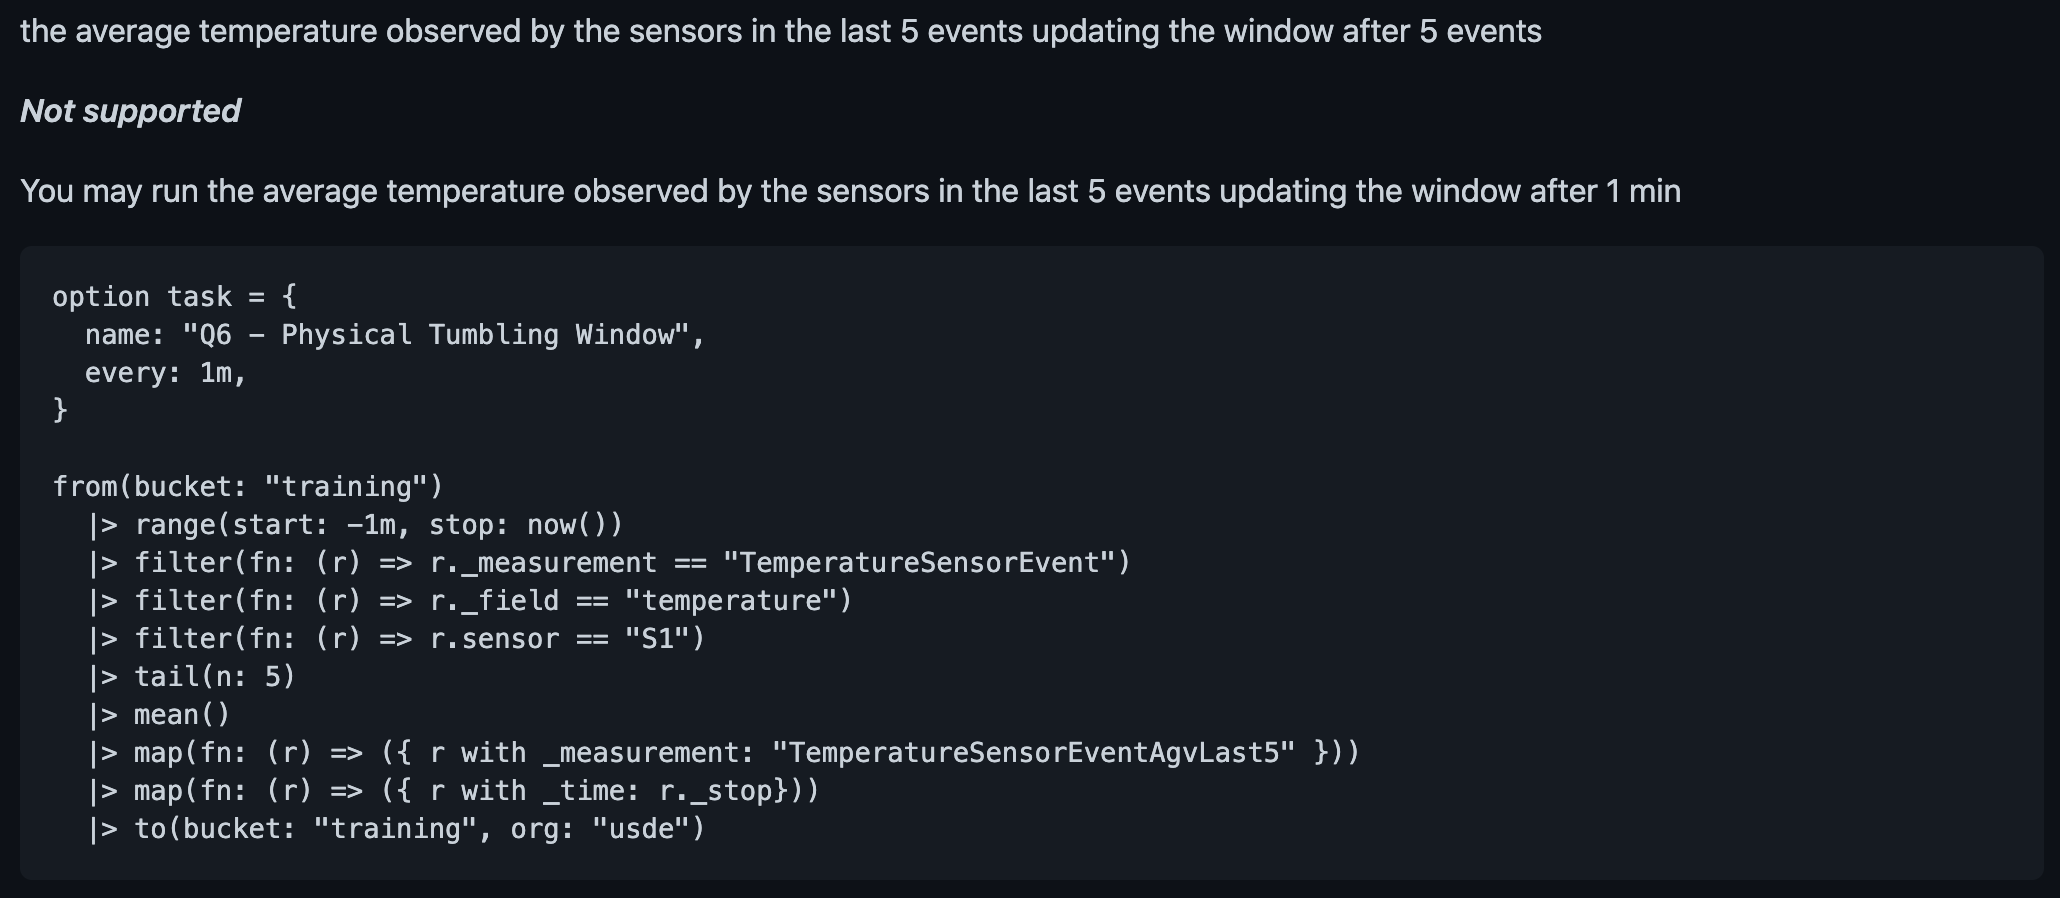 the average temperature observed by the sensors in the last 5 events updating the window after 5 events
Not supported
You may run the average temperature observed by the sensors in the last 5 events updating the window after 1 min
option task = {
  name: "Q6 – Physical Tumbling Window",
  every: 1m,
}
from(bucket: "training")
  |> range(start: -1m, stop: now())
  |> filter(fn: (r) => r._measurement == "TemperatureSensorEvent")
  |> filter(fn: (r) => r._field == "temperature")
  |> filter(fn: (r) => r.sensor == "S1")
  |> tail(n: 5)
  |> mean()
  |> map(fn: (r) => ({ r with _measurement: "TemperatureSensorEventAgvLast5" }))
  |> map(fn: (r) => ({ r with _time: r._stop}))
  |> to(bucket: "training", org: "usde")